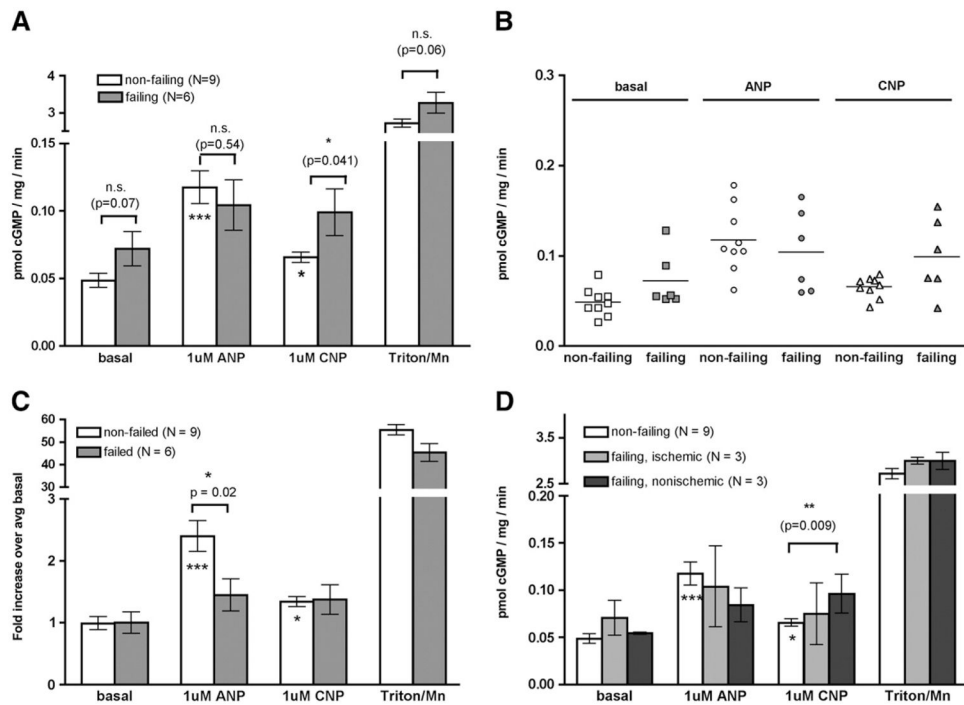 A
pmol cGMP / mg / min
4
3
0.15
0.10
0.05
0.00
non-failing (N=9)
failing (N=6)
n.s.
(p=0.07)
n.s.
(p=0.54)
***
*
(p=0.041)
*
n.s.
(p=0.06)
basal
1uM ANP
1uM CNP
Triton/Mn
B
pmol cGMP / mg / min
0.3
0.2
0.1
0.0
basal
ANP
CNP
non-failing
failing
non-failing
failing
non-failing
failing
C
Fold increase over avg basal
60
50
40
30
20
10
3
2
1
0
non-failed (N = 9)
failed (N = 6)
*
p = 0.02
***
*
basal
1uM ANP
1uM CNP
Triton/Mn
D
pmol cGMP / mg / min
3.5
3.0
2.5
0.20
0.15
0.10
0.05
0.00
non-failing (N = 9)
failing, ischemic (N = 3)
failing, nonischemic (N = 3)
**
(p=0.009)
***
*
basal
1uM ANP
1uM CNP
Triton/Mn